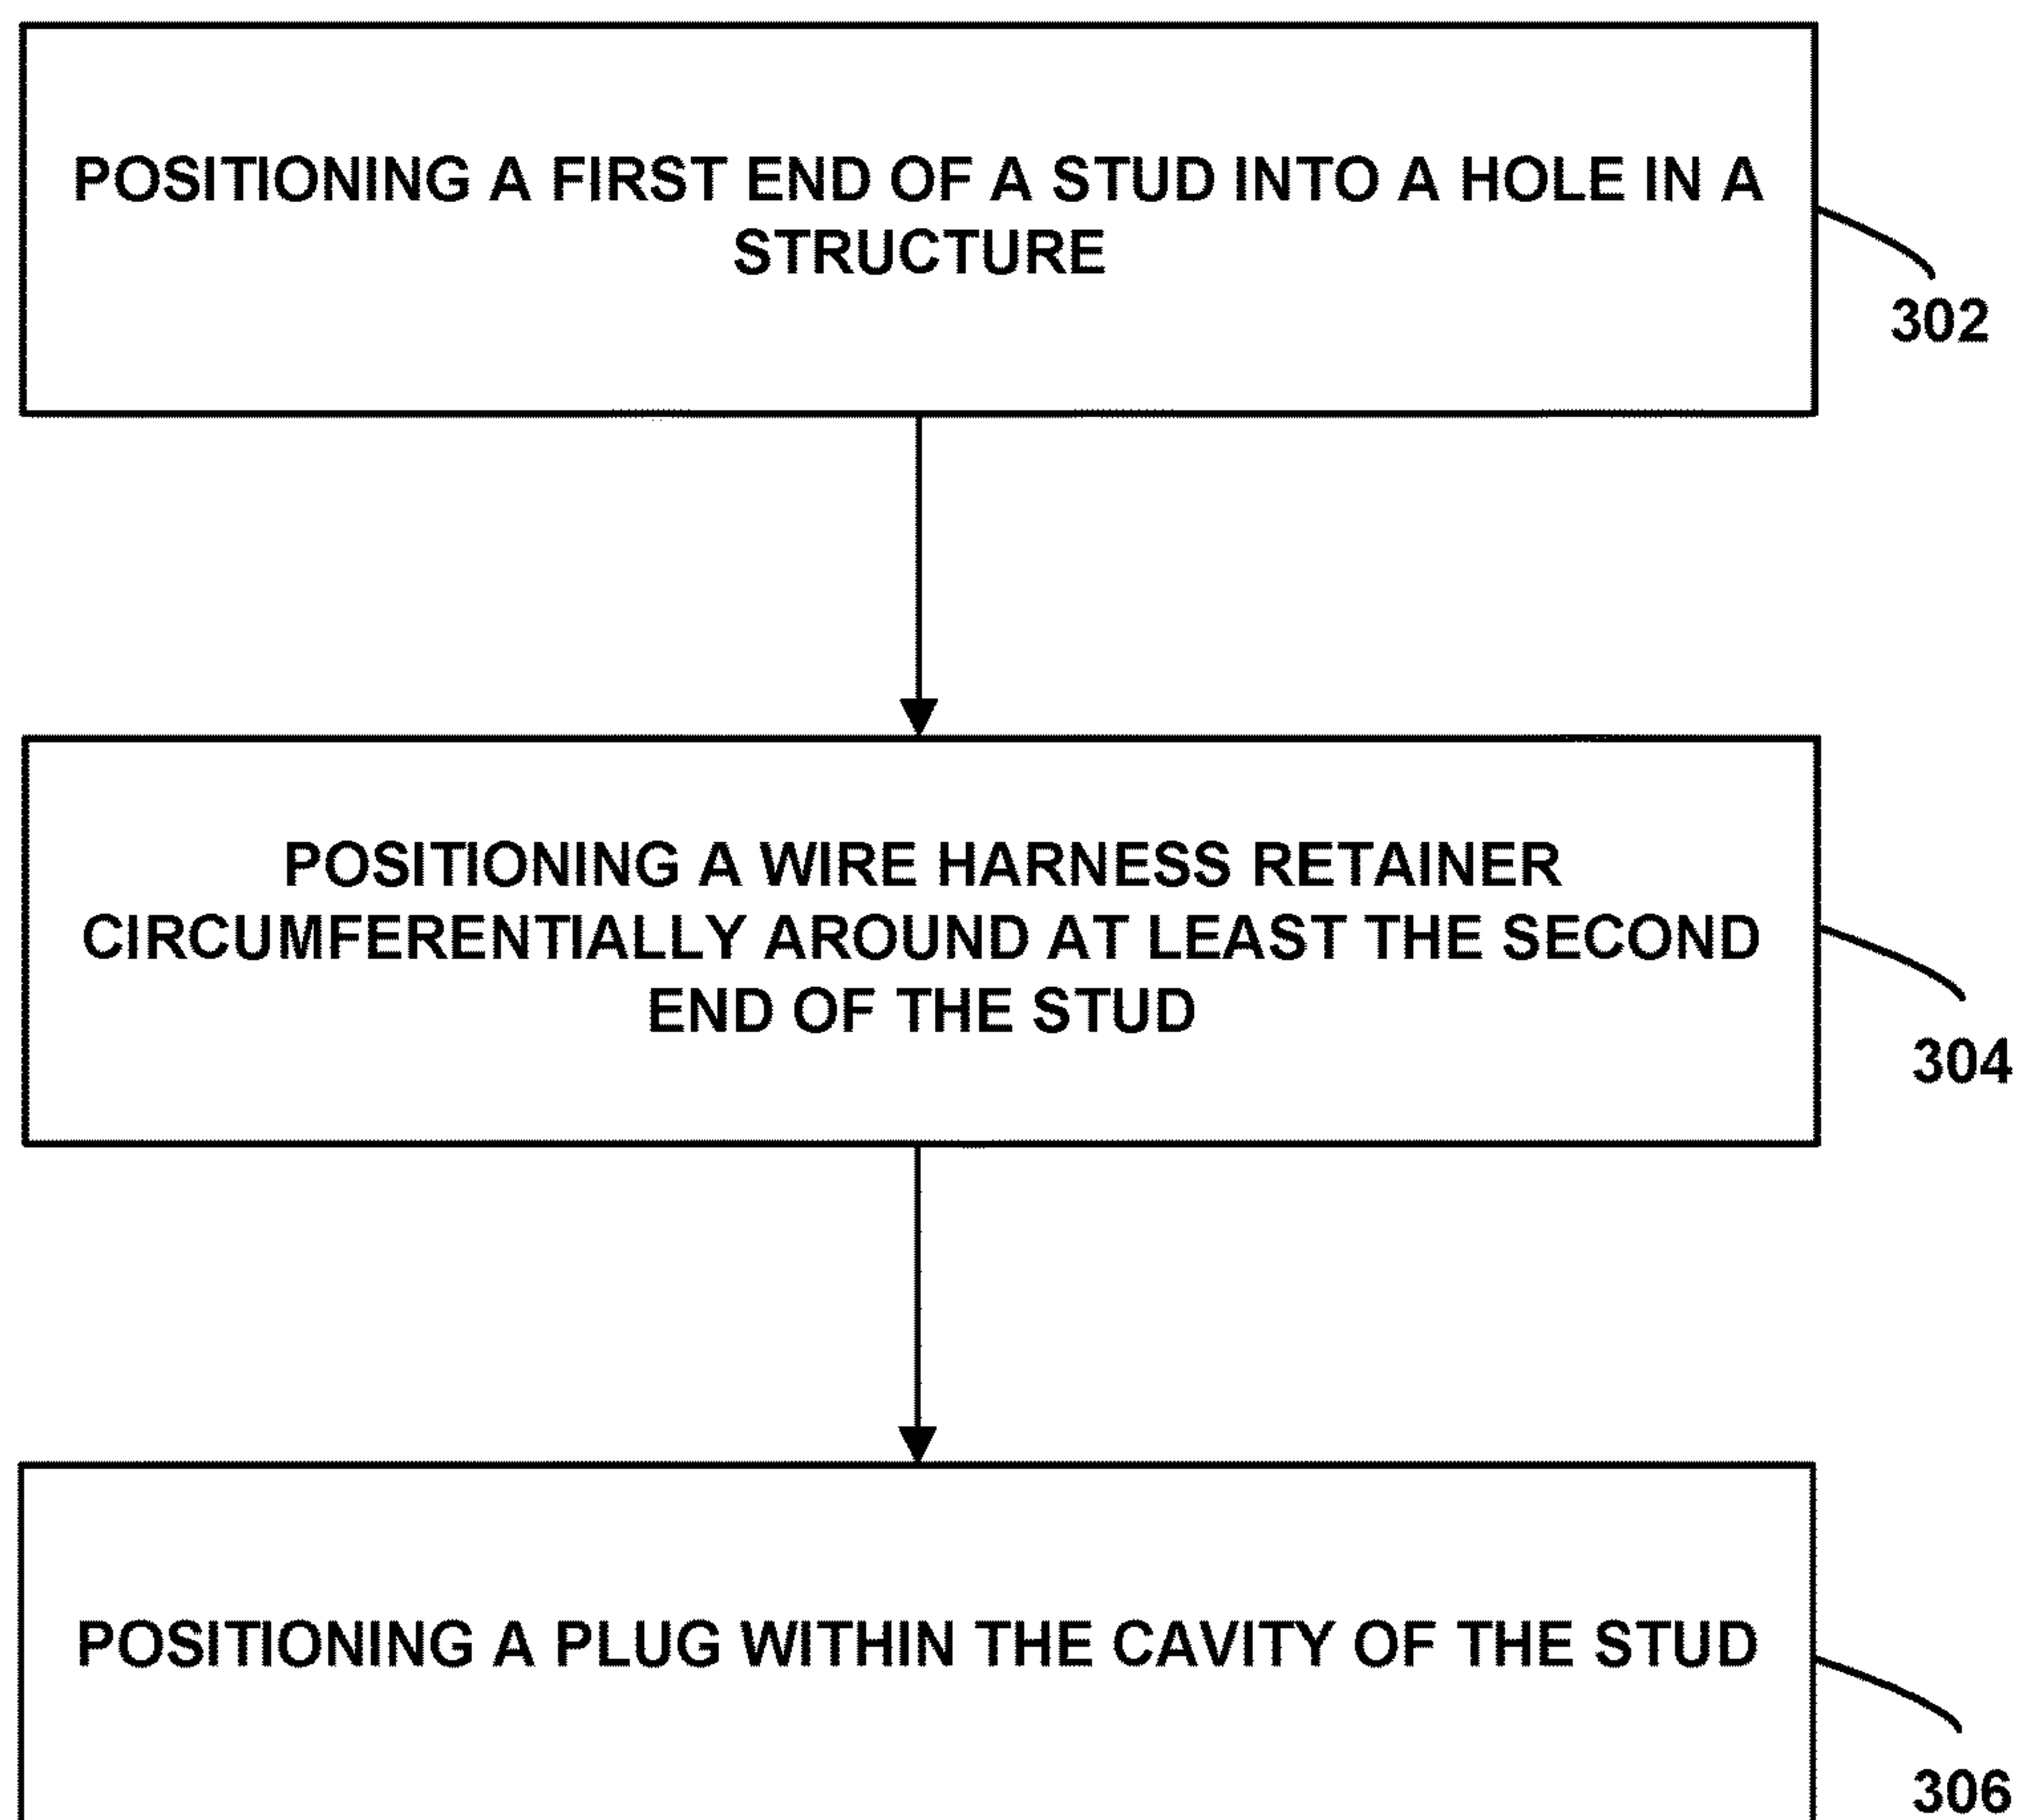 POSITIONING A FIRST END OF A STUD INTO A HOLE IN A
STRUCTURE
302
POSITIONING A WIRE HARNESS RETAINER
CIRCUMFERENTIALLY AROUND AT LEAST THE SECOND
END OF THE STUD
304
POSITIONING A PLUG WITHIN THE CAVITY OF THE STUD
306